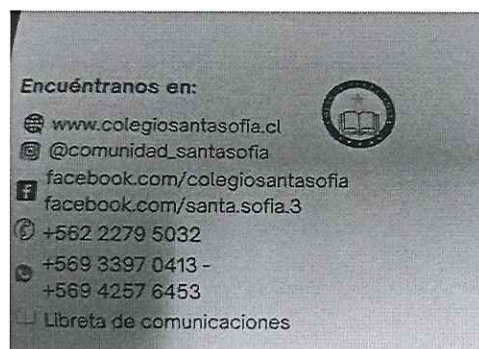 Encuéntranos en:
www.colegiosantasofia.cl
@comunidad_santasofia
facebook.com/colegiosantasofia
facebook.com/santa.sofia.3
+562 2279 5032
+569 3397 0413 -
+569 4257 6453
Libreta de comunicaciones